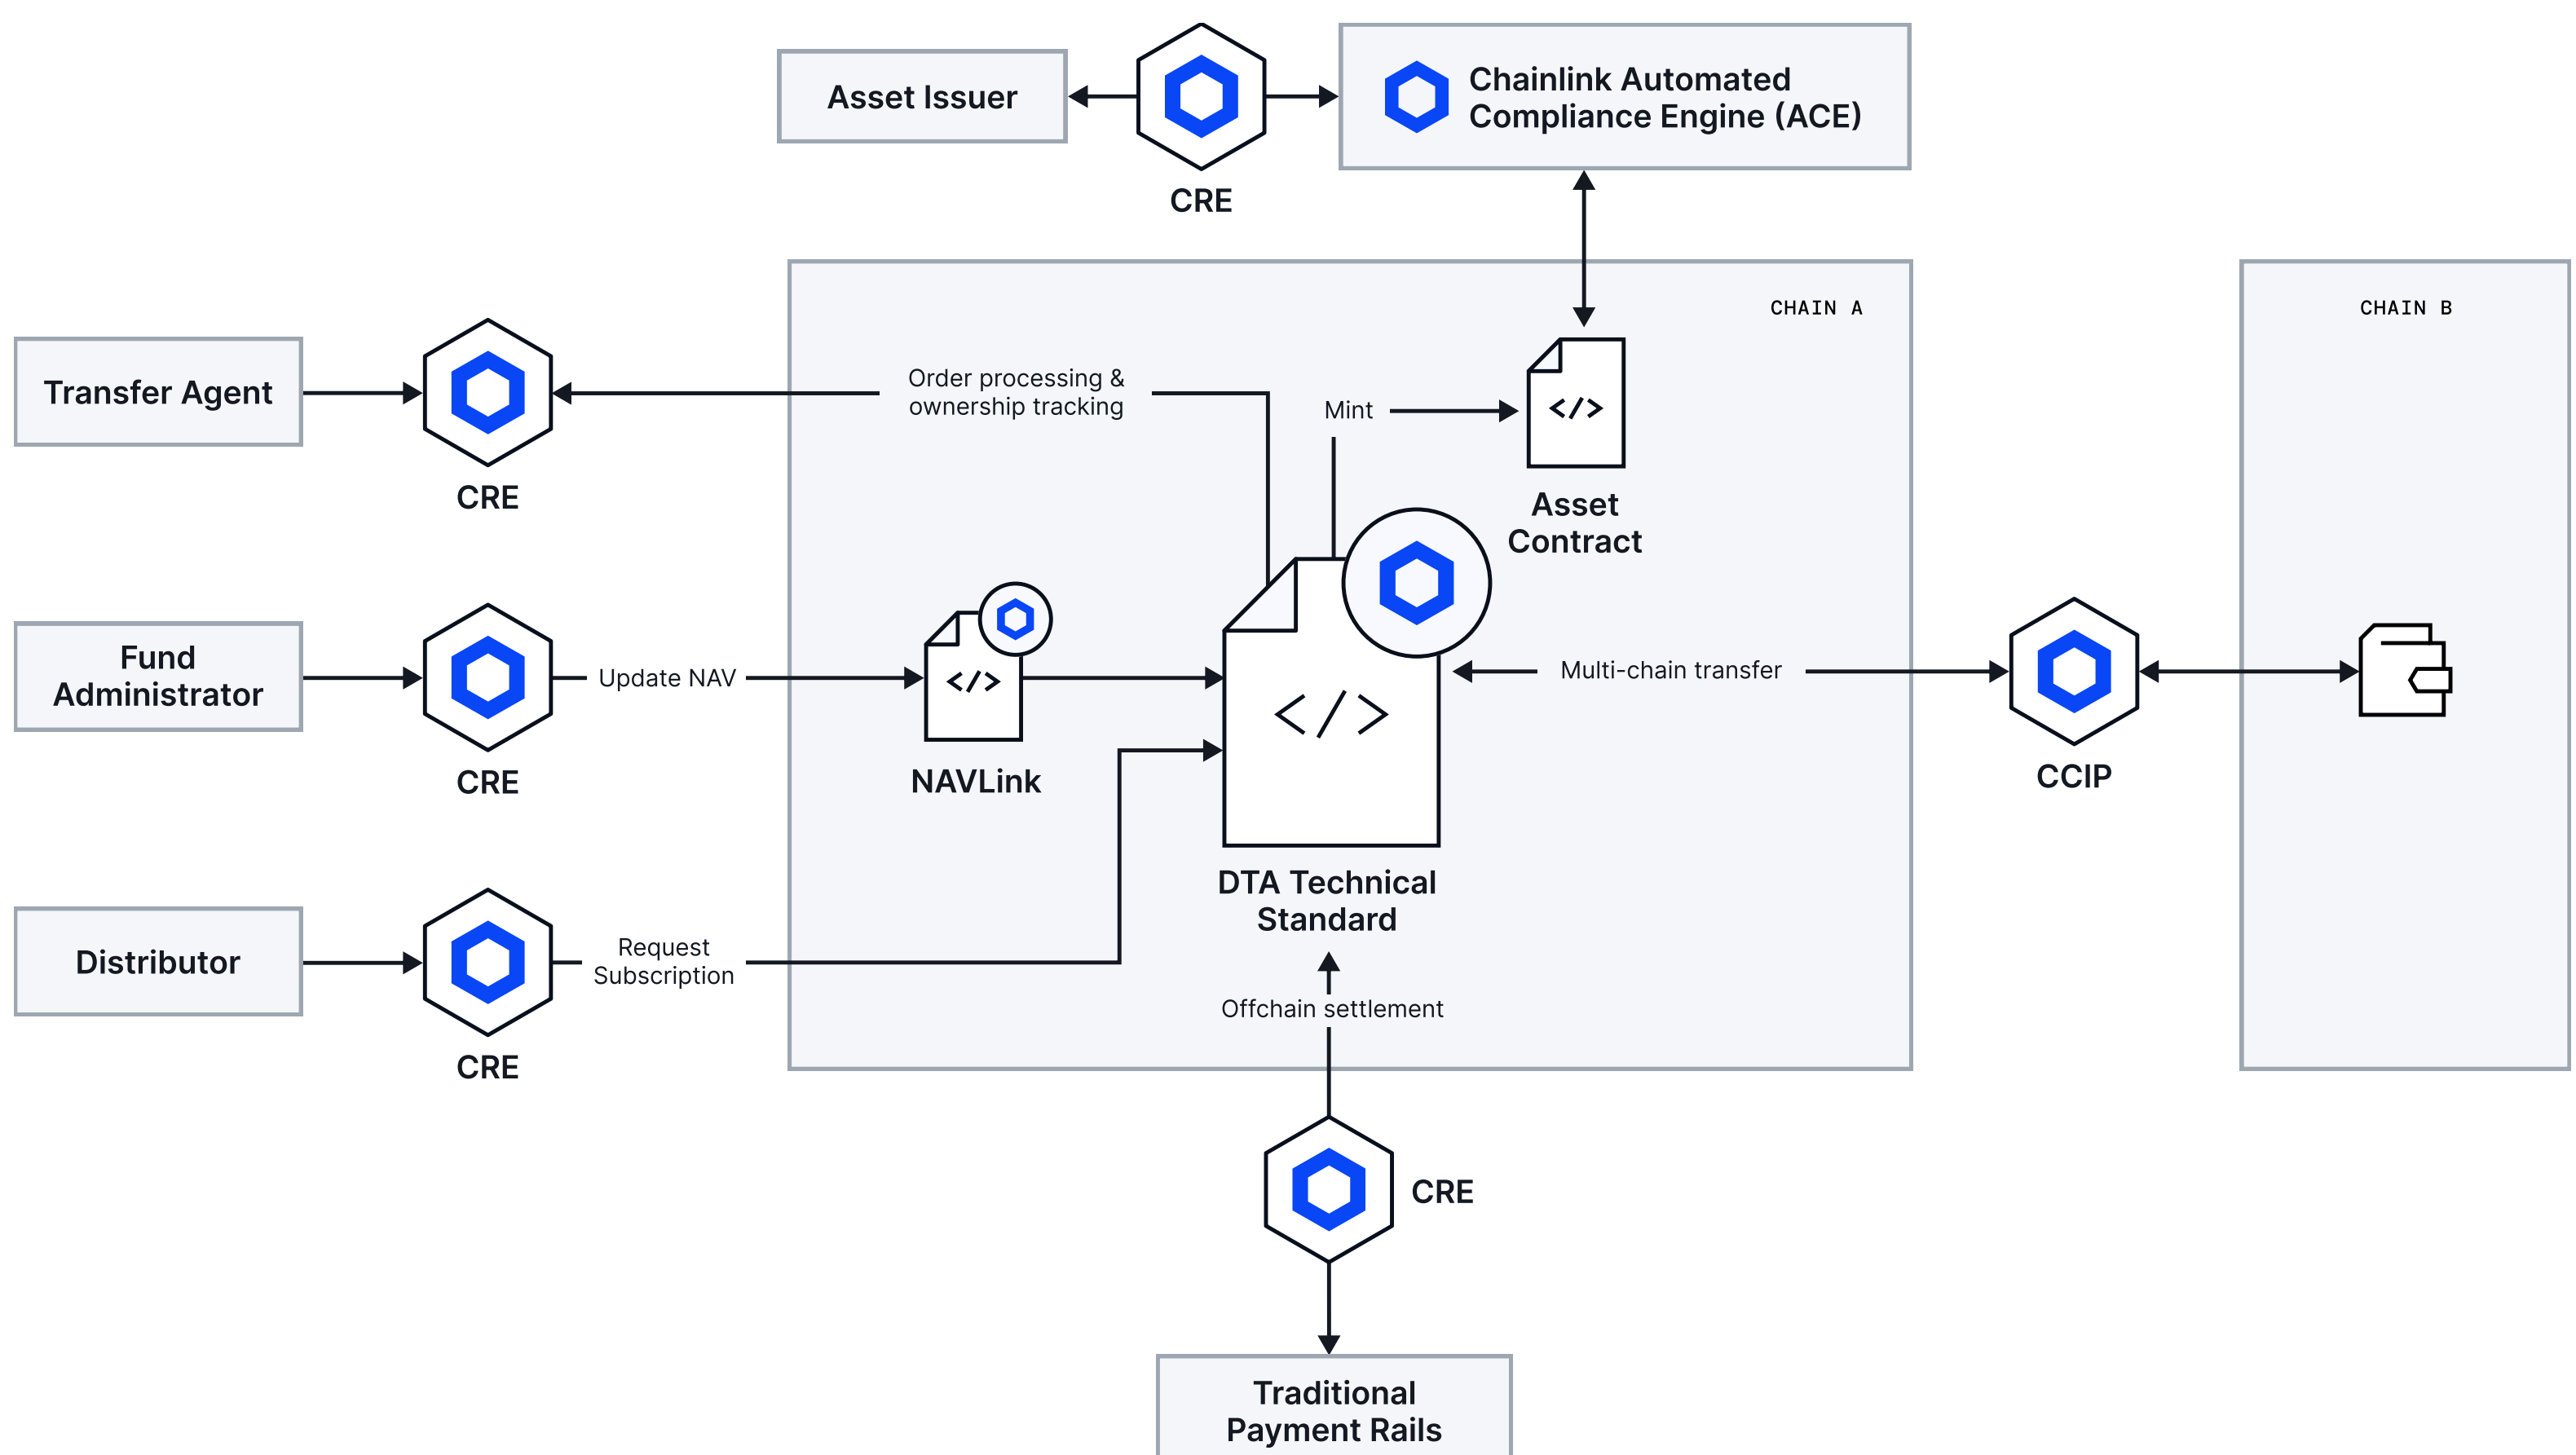 Asset Issuer
CRE
Chainlink Automated
Compliance Engine (ACE)
CHAIN A
CHAIN B
Transfer Agent
CRE
Order processing &
ownership tracking
Mint
</>
Asset
Contract
Fund
Administrator
CRE
Update NAV
</>
NAVLink
</>
DTA Technical
Standard
Multi-chain transfer
CCIP
Distributor
CRE
Request
Subscription
Offchain settlement
CRE
Traditional
Payment Rails